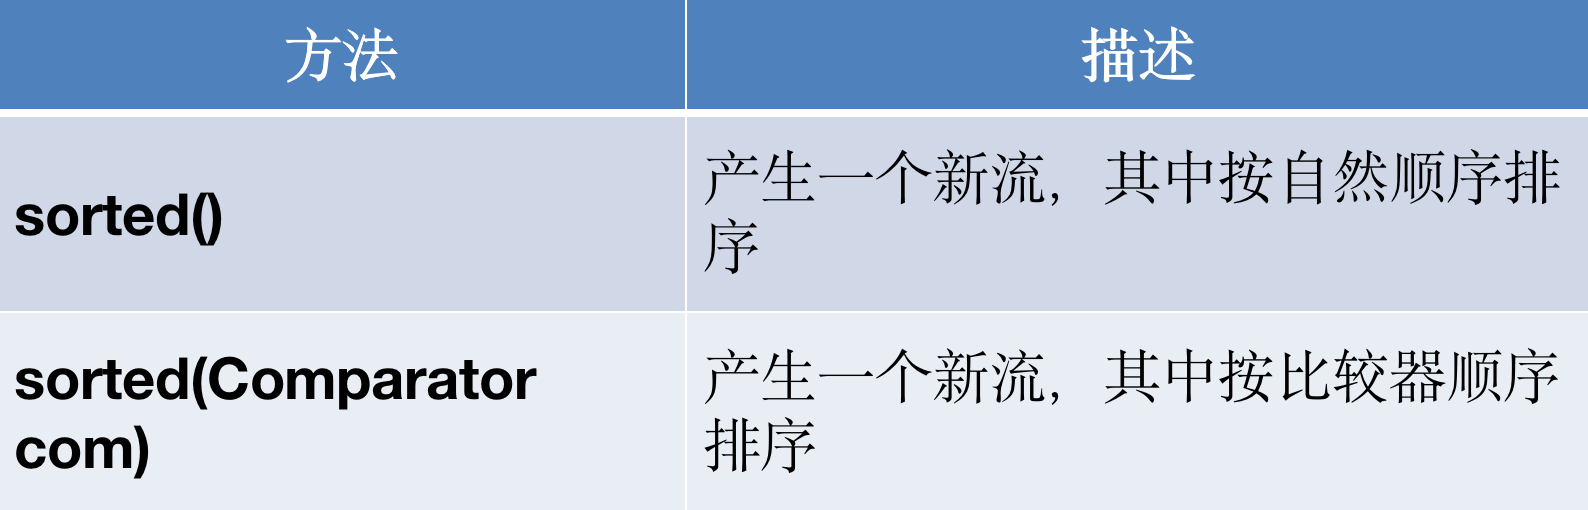 方法
描述
sorted()
产生一个新流，其中按自然顺序排
序
sorted(Comparator
com)
产生一个新流，其中按比较器顺序
排序